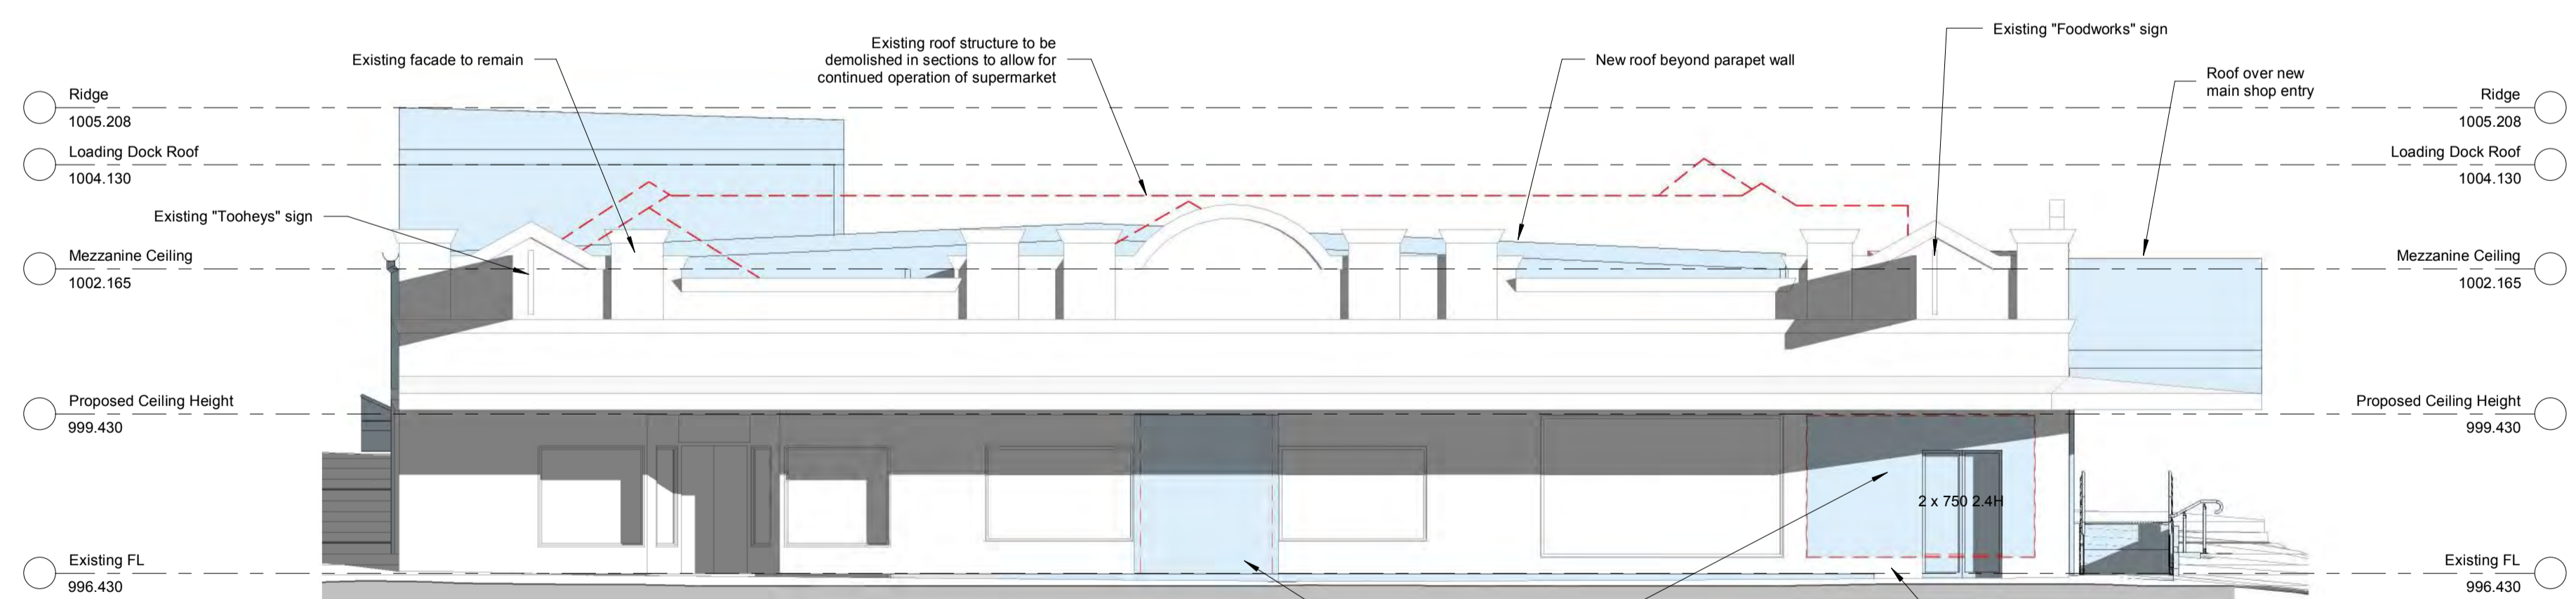 Existing "Foodworks" sign
Existing roof structure to be
demolished in sections to allow for
continued operation of supermarket
Existing facade to remain
New roof beyond parapet wall
Roof over new
main shop entry
Ridge
1005.208
Ridge
1005.208
Loading Dock Roof
1004.130
Loading Dock Roof
1004.130
Existing "Tooheys" sign
Mezzanine Ceiling
1002.165
Mezzanine Ceiling
1002.165
Proposed Ceiling Height
999.430
Proposed Ceiling Height
999.430
2 x 750 2.4H
Existing FL
996.430
Existing FL
996.430